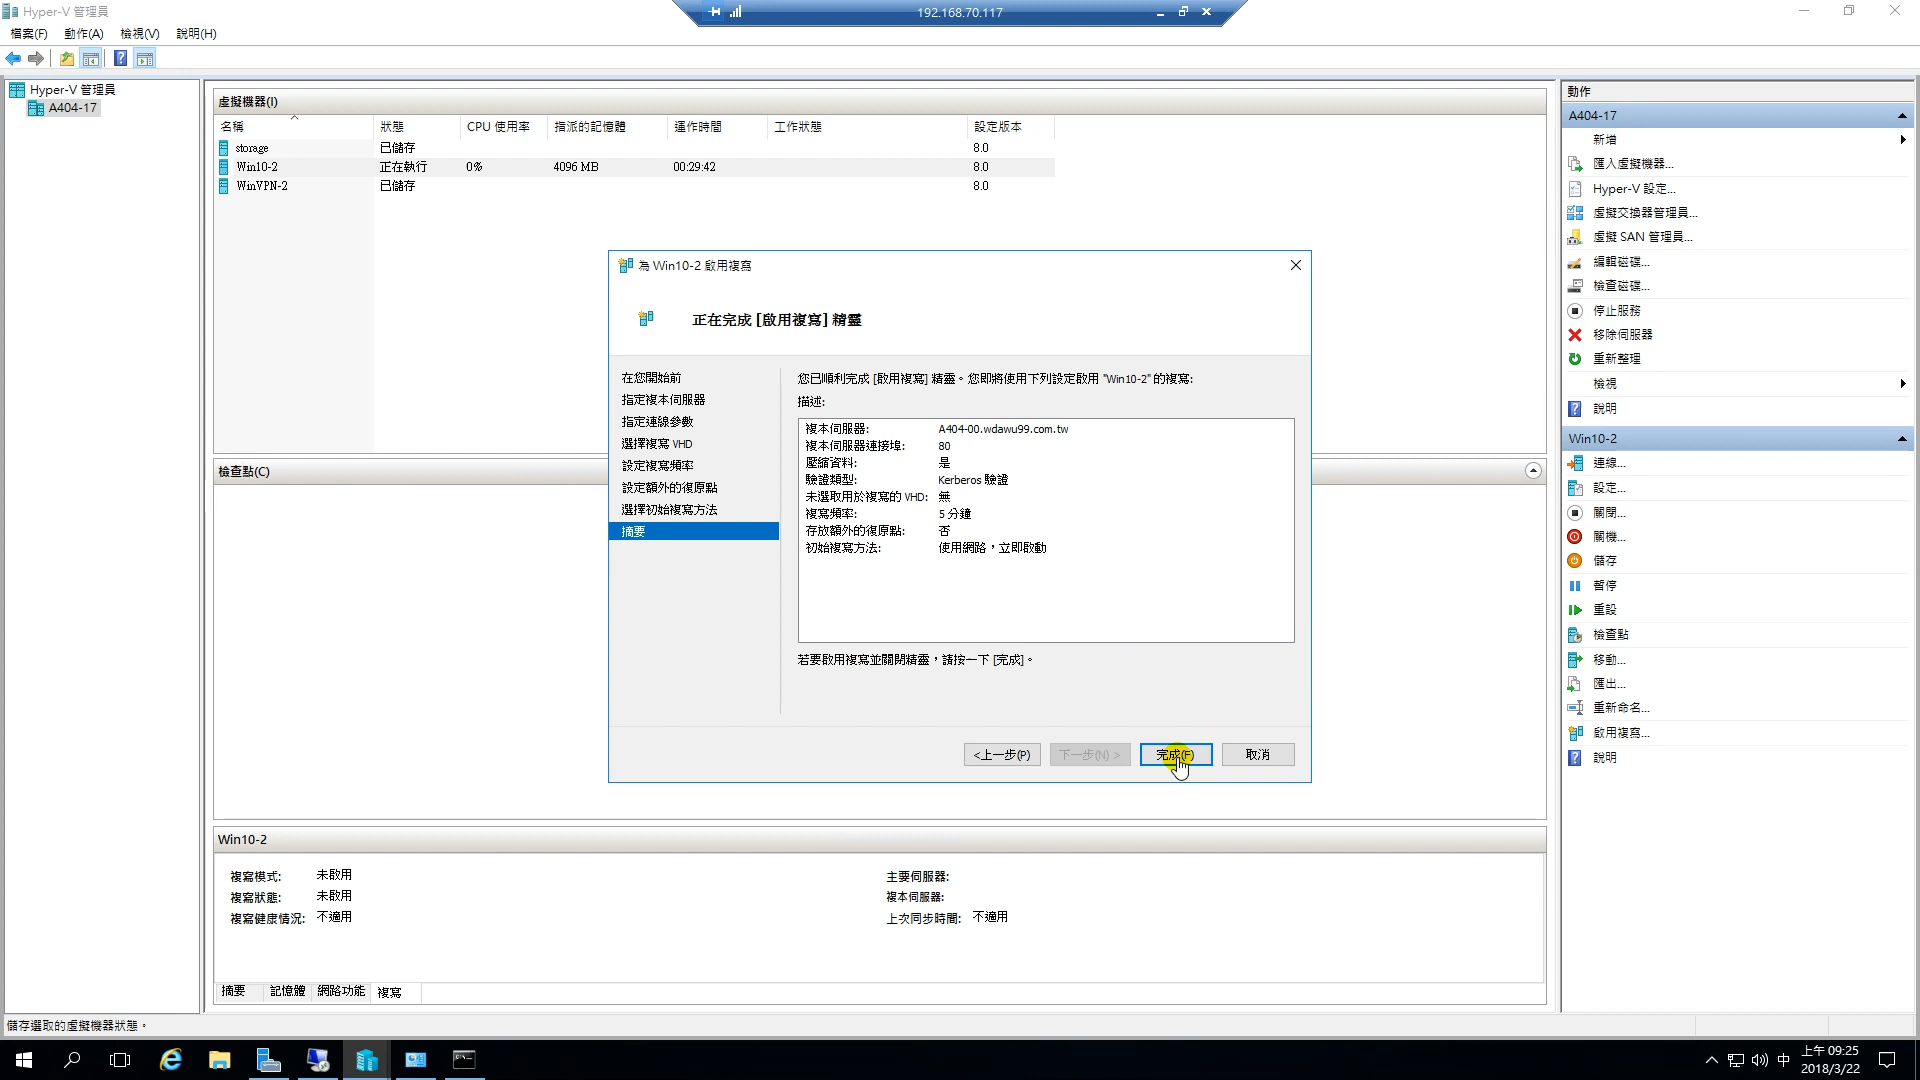 Hyper-V 管理員
192.168.70.117
檔案(F) 動作(A) 檢視(V) 說明(H)
Hyper-V 管理員
A404-17
虛擬機器(I)
名稱 狀態 CPU 使用率 指派的記憶體 運作時間 工作狀態 設定版本
storage 已儲存 8.0
Win10-2 正在執行 0% 4096 MB 00:29:42 8.0
WinVPN-2 已儲存 8.0
檢查點(C)
為 Win10-2 啟用複寫
正在完成 [啟用複寫] 精靈
在您開始前
指定複本伺服器
指定連線參數
選擇複寫 VHD
設定複寫頻率
設定額外的復原點
選擇初始複寫方法
摘要
您已順利完成 [啟用複寫] 精靈。您即將使用下列設定啟用 "Win10-2" 的複寫:
描述:
複本伺服器: A404-00.wdawu99.com.tw
複本伺服器連接埠: 80
壓縮資料: 是
驗證類型: Kerberos 驗證
未選取用於複寫的 VHD: 無
複寫頻率: 5 分鐘
存放額外的復原點: 否
初始複寫方法: 使用網路，立即啟動
若要啟用複寫並關閉精靈，請按一下 [完成]。
<上一步(P) 下一步(N) > 完成(F) 取消
Win10-2
複寫模式: 未啟用 主要伺服器:
複寫狀態: 未啟用 複本伺服器:
複寫健康情況: 不適用 上次同步時間: 不適用
摘要 記憶體 網路功能 複寫
動作
A404-17
新增
匯入虛擬機器...
Hyper-V 設定...
虛擬交換器管理員...
虛擬 SAN 管理員...
編輯磁碟...
檢查磁碟...
停止服務
移除伺服器
重新整理
檢視
說明
Win10-2
連線...
設定...
關閉...
關機...
儲存
暫停
重設
檢查點
移動...
匯出...
重新命名...
啟用複寫...
說明
儲存選取的虛擬機器狀態。
中
上午 09:25
2018/3/22